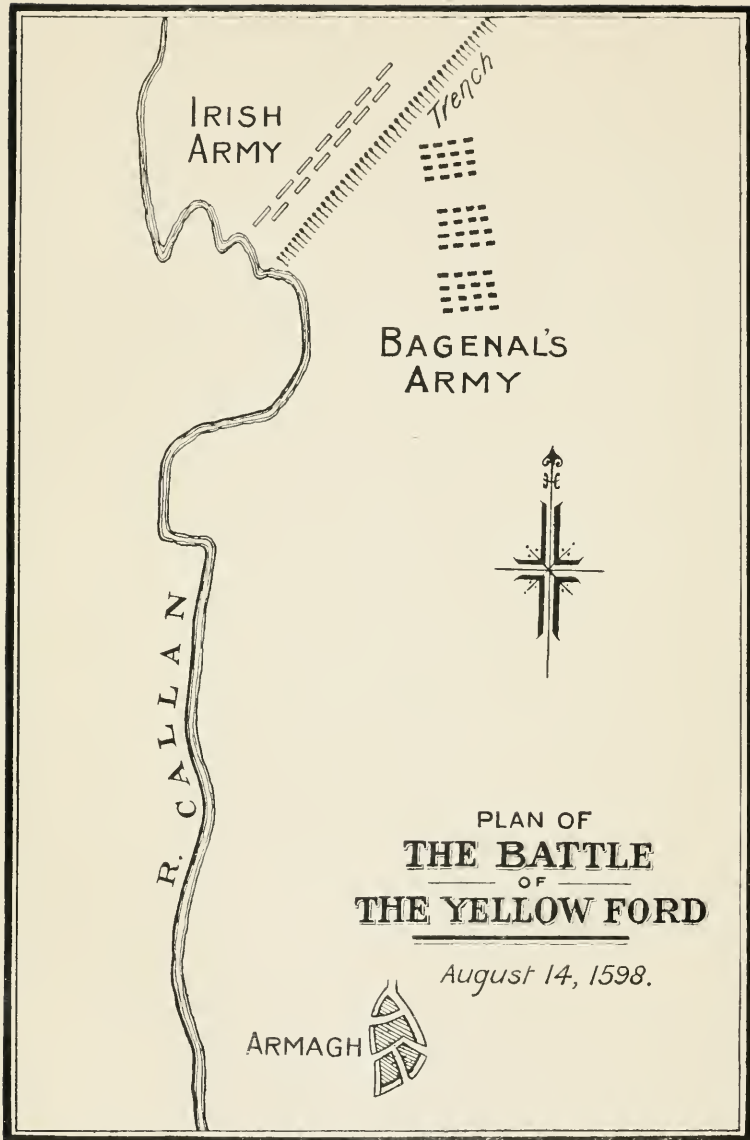 IRISH
ARMY
Trench
BAGENAL'S
ARMY
R. CALLAN
PLAN OF
THE BATTLE
OF
THE YELLOW FORD
August 14, 1598.
ARMAGH